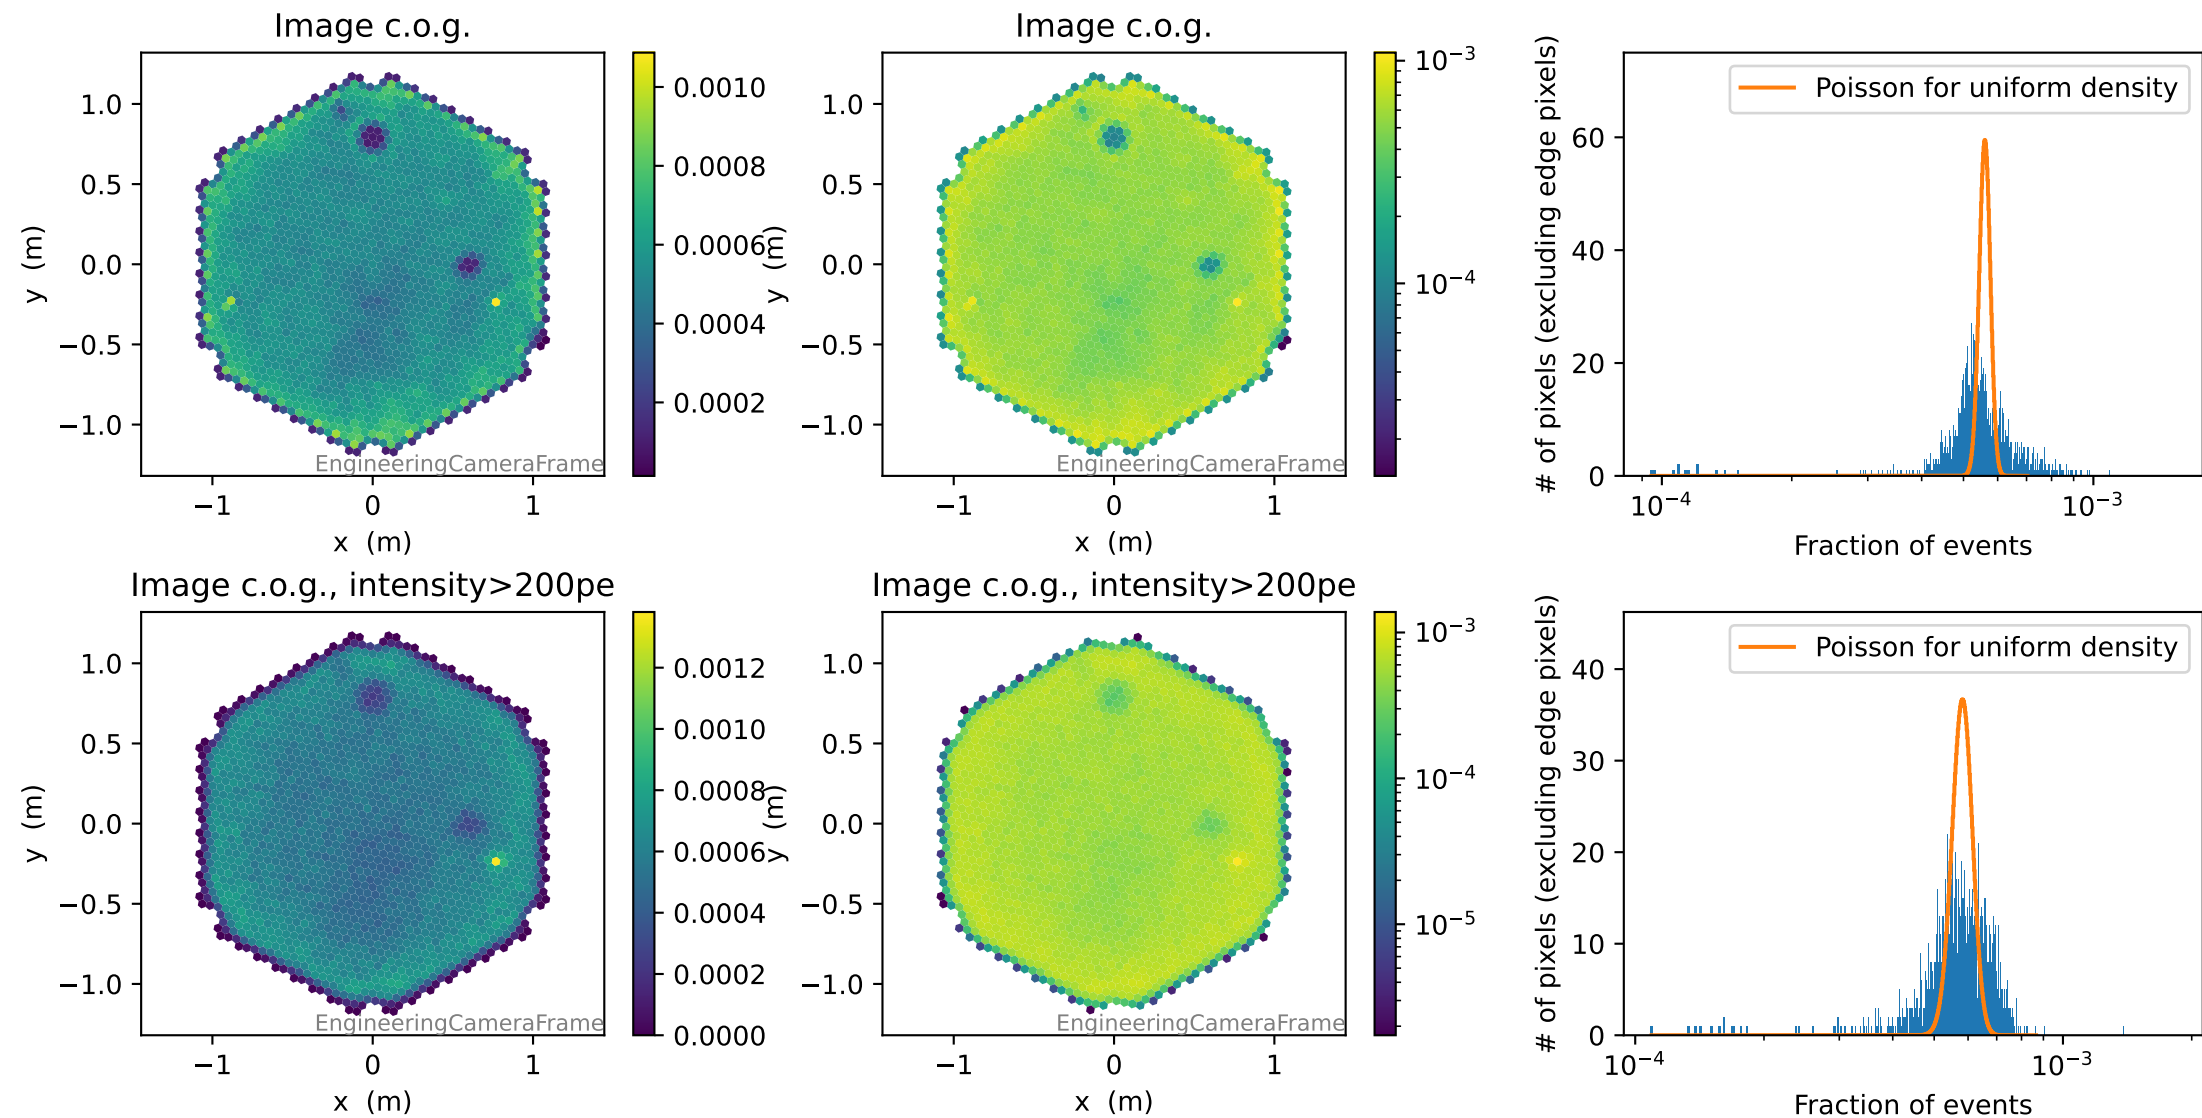 Image c.o.g.
1.0
0.5
0.0
−0.5
−1.0
y (m)
−1
0
1
x (m)
EngineeringCameraFrame
0.0010
0.0008
0.0006
0.0004
0.0002
Image c.o.g.
1.0
0.5
0.0
−0.5
−1.0
y (m)
−1
0
1
x (m)
EngineeringCameraFrame
10−3
10−4
Poisson for uniform density
# of pixels (excluding edge pixels)
60
40
20
0
10−4
10−3
Fraction of events
Image c.o.g., intensity>200pe
1.0
0.5
0.0
−0.5
−1.0
y (m)
−1
0
1
x (m)
EngineeringCameraFrame
0.0012
0.0010
0.0008
0.0006
0.0004
0.0002
0.0000
Image c.o.g., intensity>200pe
1.0
0.5
0.0
−0.5
−1.0
y (m)
−1
0
1
x (m)
EngineeringCameraFrame
10−3
10−4
10−5
Poisson for uniform density
# of pixels (excluding edge pixels)
40
30
20
10
0
10−4
10−3
Fraction of events